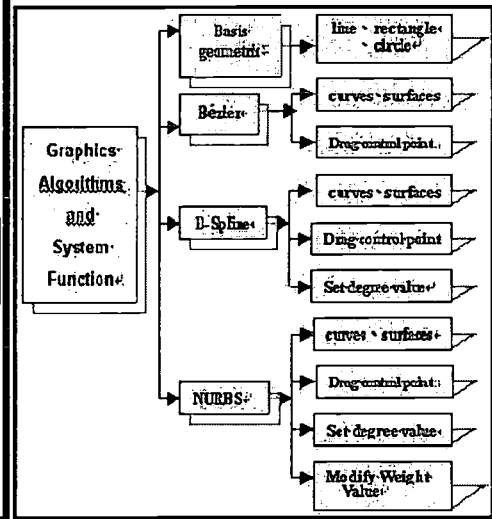 Graphics
Algorithms
and
System
Function
Basis
geometric
line、rectangle
、circle
Bézier
curves、surfaces
Drag control point
B-Spline
curves、surfaces
Drag control point
Set degree value
NURBS
curves、surfaces
Drag control point
Set degree value
Modify Weight
Value